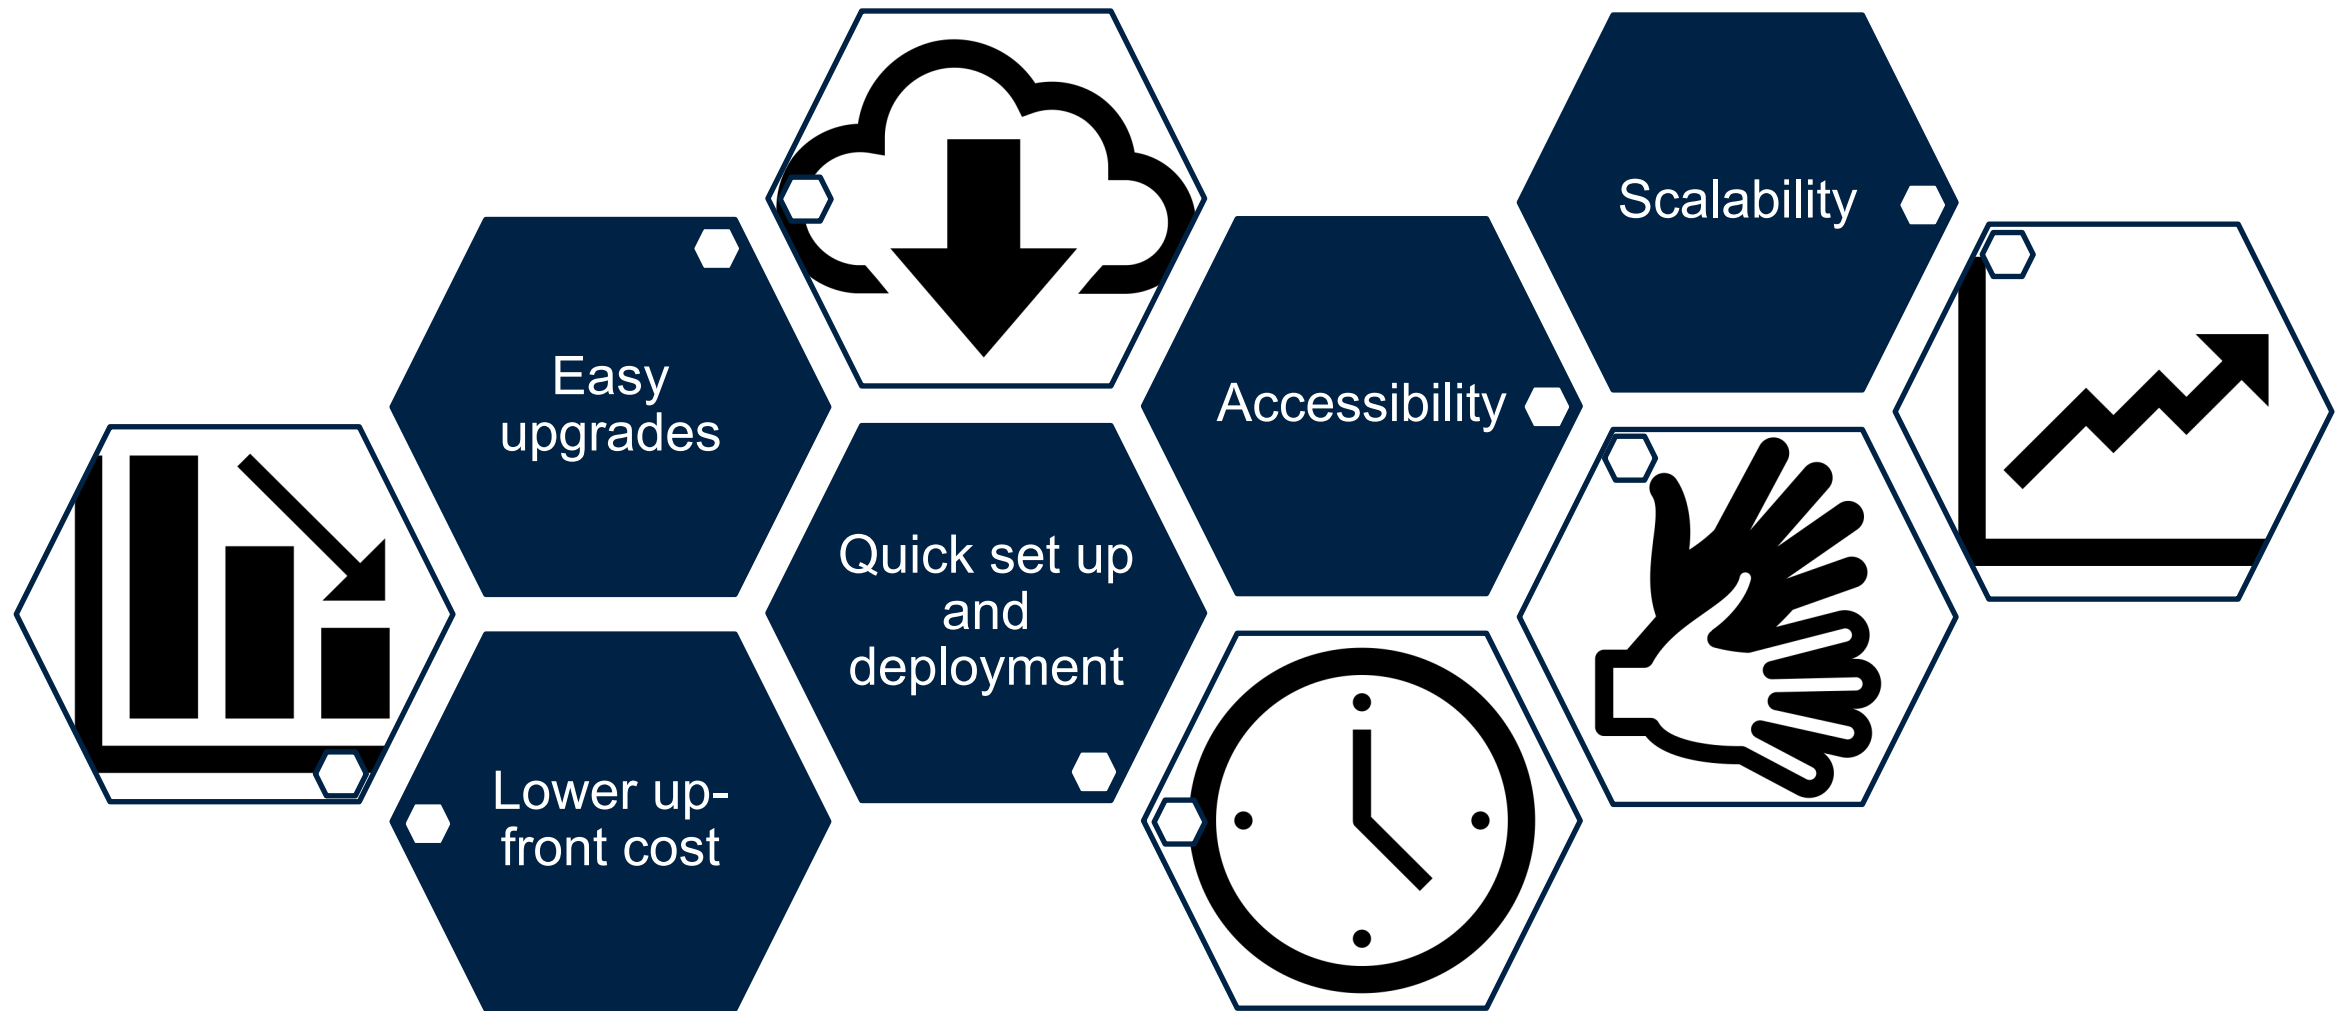 Easy
upgrades
Lower up-
front cost
Quick set up
and
deployment
Accessibility
Scalability